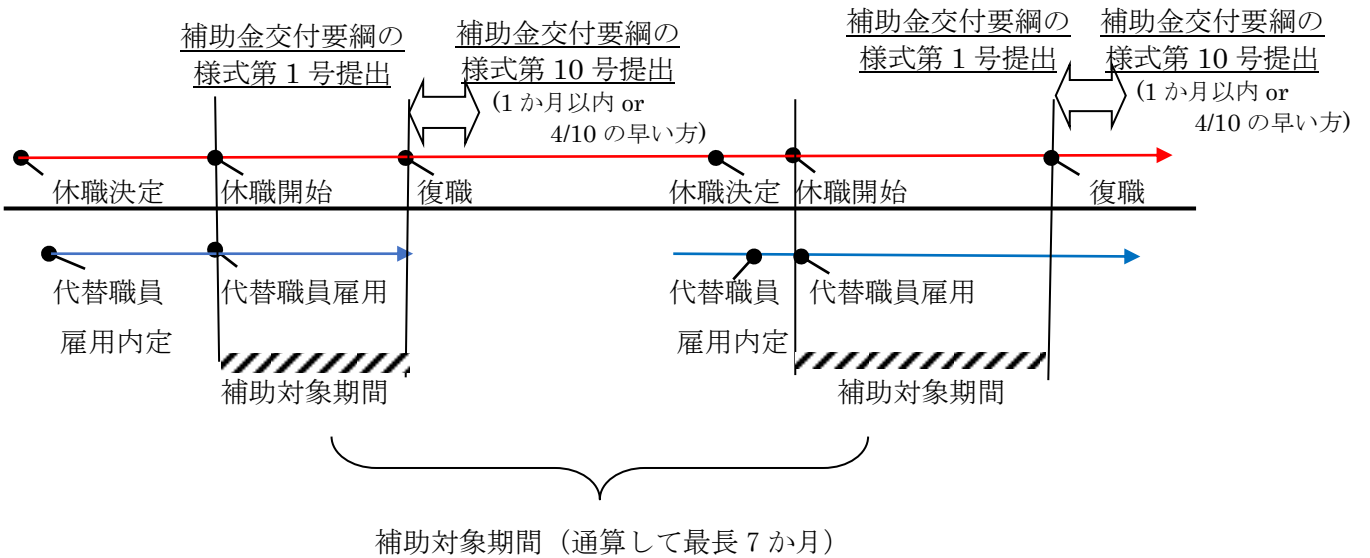 補助金交付要綱の
様式第 1 号提出
補助金交付要綱の
様式第 10 号提出
(1 か月以内 or
4/10 の早い方)
補助金交付要綱の
様式第 1 号提出
補助金交付要綱の
様式第 10 号提出
(1 か月以内 or
4/10 の早い方)
休職決定
休職開始
復職
休職決定
休職開始
復職
代替職員
雇用内定
代替職員雇用
代替職員
雇用内定
代替職員雇用
補助対象期間
補助対象期間
補助対象期間（通算して最長 7 か月）